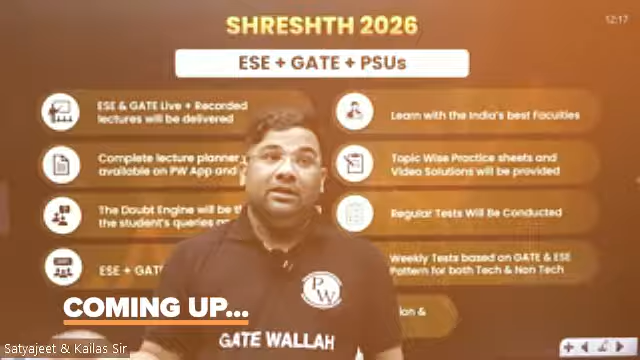 SHRESHTH 2026
12:17
ESE + GATE + PSUs
ESE & GATE Live + Recorded
lectures will be delivered
Learn with the India's best Faculties
Complete lecture planner
available on PW App and
Topic Wise Practice sheets and
Video Solutions will be provided
The Doubt Engine will be
the student's queries
Regular Tests Will Be Conducted
ESE +
Weekly Tests based on GATE & ESE
Pattern for both Tech & Non Tech
COMING UP...
&
PW
GATE WALLAH
Satyajeet & Kailas Sir